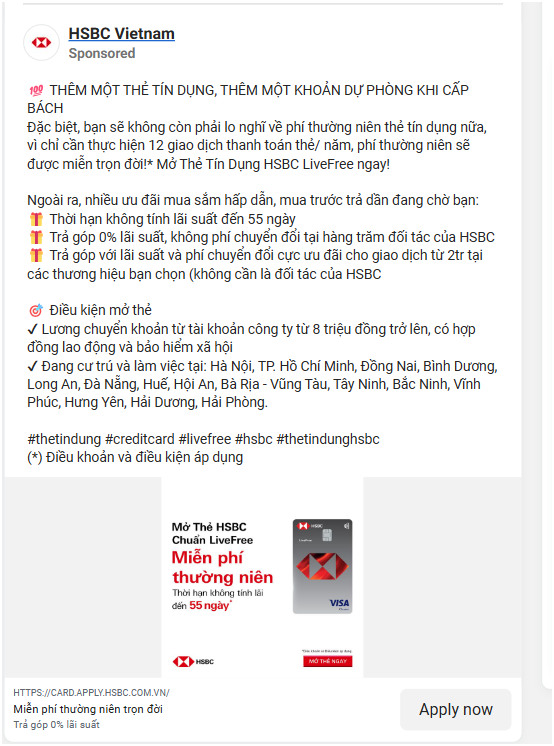 HSBC Vietnam
Sponsored
💯 THÊM MỘT THẺ TÍN DỤNG, THÊM MỘT KHOẢN DỰ PHÒNG KHI CẤP
BÁCH
Đặc biệt, bạn sẽ không còn phải lo nghĩ về phí thường niên thẻ tín dụng nữa,
vì chỉ cần thực hiện 12 giao dịch thanh toán thẻ/ năm, phí thường niên sẽ
được miễn trọn đời!* Mở Thẻ Tín Dụng HSBC LiveFree ngay!
Ngoài ra, nhiều ưu đãi mua sắm hấp dẫn, mua trước trả dần đang chờ bạn:
🎁 Thời hạn không tính lãi suất đến 55 ngày
🎁 Trả góp 0% lãi suất, không phí chuyển đổi tại hàng trăm đối tác của HSBC
🎁 Trả góp với lãi suất và phí chuyển đổi cực ưu đãi cho giao dịch từ 2tr tại
các thương hiệu bạn chọn (không cần là đối tác của HSBC
🎯 Điều kiện mở thẻ
✔ Lương chuyển khoản từ tài khoản công ty từ 8 triệu đồng trở lên, có hợp
đồng lao động và bảo hiểm xã hội
✔ Đang cư trú và làm việc tại: Hà Nội, TP. Hồ Chí Minh, Đồng Nai, Bình Dương,
Long An, Đà Nẵng, Huế, Hội An, Bà Rịa - Vũng Tàu, Tây Ninh, Bắc Ninh, Vĩnh
Phúc, Hưng Yên, Hải Dương, Hải Phòng.
#thetindung #creditcard #livefree #hsbc #thetindunghsbc
(*) Điều khoản và điều kiện áp dụng
Mở Thẻ HSBC
Chuẩn LiveFree
Miễn phí
thường niên
Thời hạn không tính lãi
đến 55 ngày*
HSBC
LiveFree
VISA
HSBC
MỞ THẺ NGAY
HTTPS://CARD.APPLY.HSBC.COM.VN/
Miễn phí thường niên trọn đời
Trả góp 0% lãi suất
Apply now